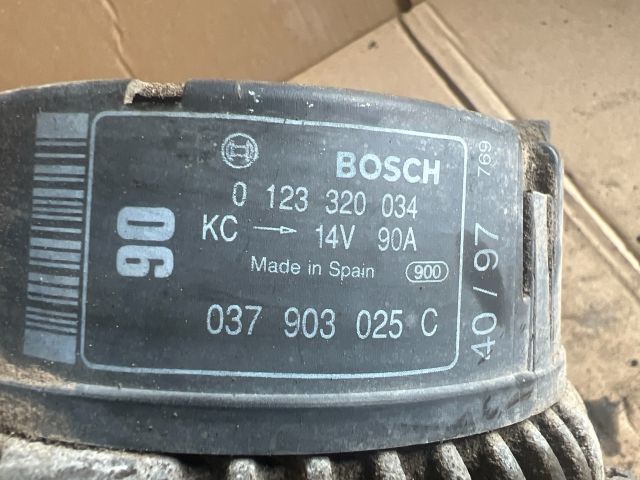 BOSCH
0 123 320 034
KC → 14V 90A
Made in Spain 900
037 903 025 C
90
40 / 97 769